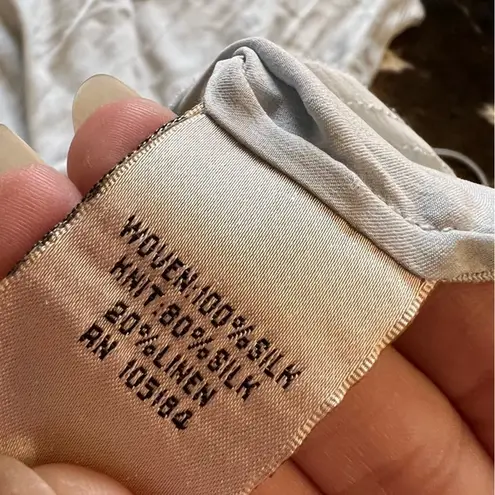 WOVEN:100%SILK
KNIT:80%SILK
20%LINEN
RN 105184